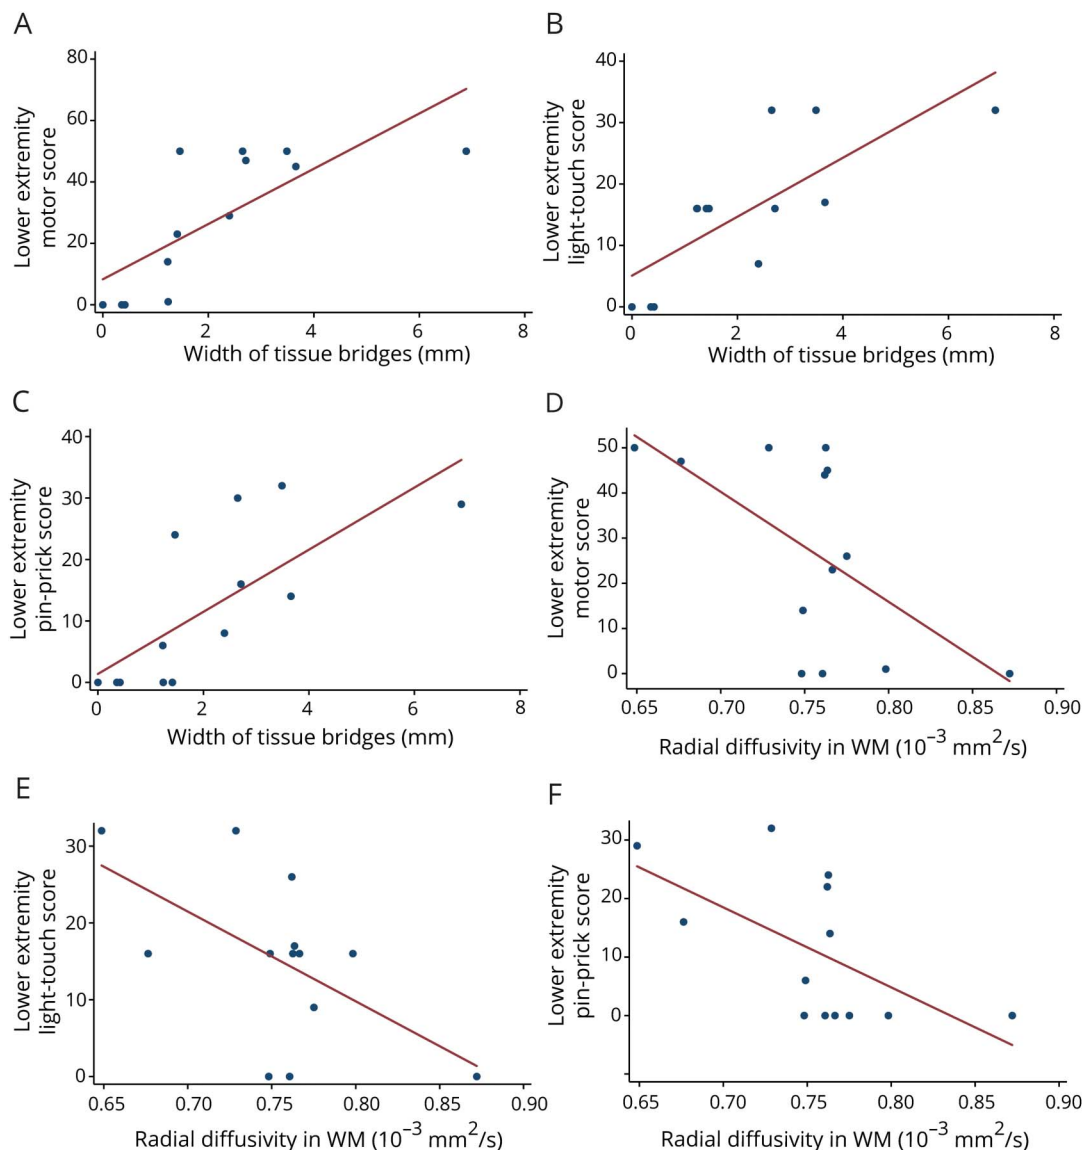 A
B
Lower extremity
motor score
80
60
40
20
0
0 2 4 6 8
Width of tissue bridges (mm)
Lower extremity
light-touch score
40
30
20
10
0
0 2 4 6 8
Width of tissue bridges (mm)
C
D
Lower extremity
pin-prick score
40
30
20
10
0
0 2 4 6 8
Width of tissue bridges (mm)
Lower extremity
motor score
50
40
30
20
10
0
0.65 0.70 0.75 0.80 0.85 0.90
Radial diffusivity in WM (10⁻³ mm²/s)
E
F
Lower extremity
light-touch score
30
20
10
0
0.65 0.70 0.75 0.80 0.85 0.90
Radial diffusivity in WM (10⁻³ mm²/s)
Lower extremity
pin-prick score
30
20
10
0
0.65 0.70 0.75 0.80 0.85 0.90
Radial diffusivity in WM (10⁻³ mm²/s)